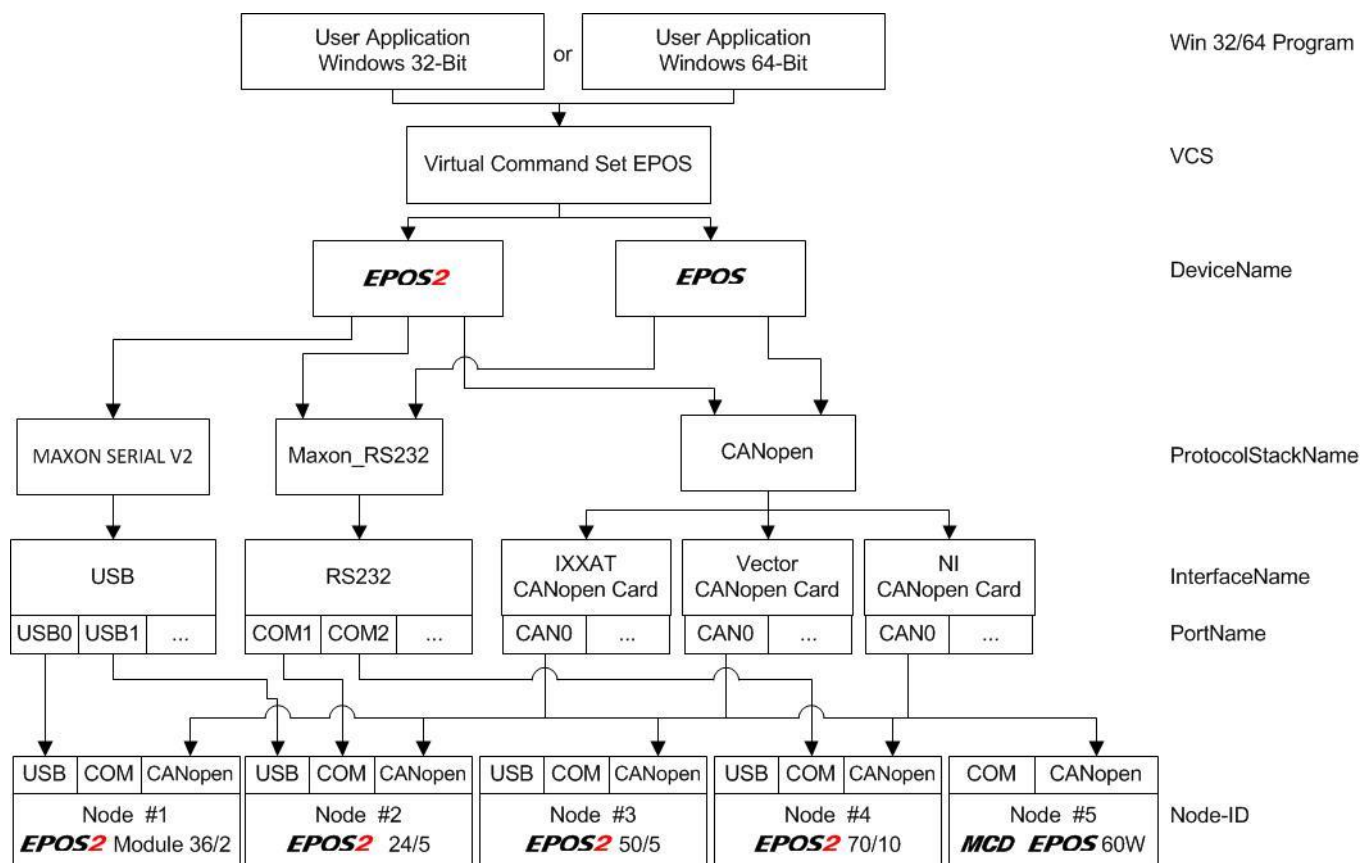 User Application
Windows 32-Bit
or
User Application
Windows 64-Bit
Win 32/64 Program
Virtual Command Set EPOS
VCS
EPOS2
EPOS
DeviceName
MAXON SERIAL V2
Maxon_RS232
CANopen
ProtocolStackName
USB
RS232
IXXAT
CANopen Card
Vector
CANopen Card
NI
CANopen Card
InterfaceName
USB0 USB1 ...
COM1 COM2 ...
CAN0 ...
CAN0 ...
CAN0 ...
PortName
USB COM CANopen
USB COM CANopen
USB COM CANopen
USB COM CANopen
COM CANopen
Node #1
EPOS2 Module 36/2
Node #2
EPOS2 24/5
Node #3
EPOS2 50/5
Node #4
EPOS2 70/10
Node #5
MCD EPOS 60W
Node-ID